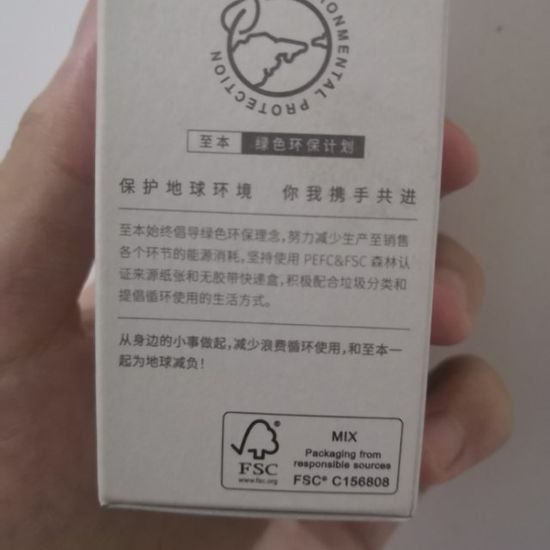 ONMENTAL PROTECTION
至本 绿色环保计划
保护地球环境 你我携手共进
至本始终倡导绿色环保理念，努力减少生产至销售
各个环节的能源消耗，坚持使用 PEFC&FSC 森林认
证来源纸张和无胶带快递盒，积极配合垃圾分类和
提倡循环使用的生活方式。
从身边的小事做起，减少浪费循环使用，和至本一
起为地球减负！
MIX
Packaging from
responsible sources
FSC® C156808
FSC
www.fsc.org